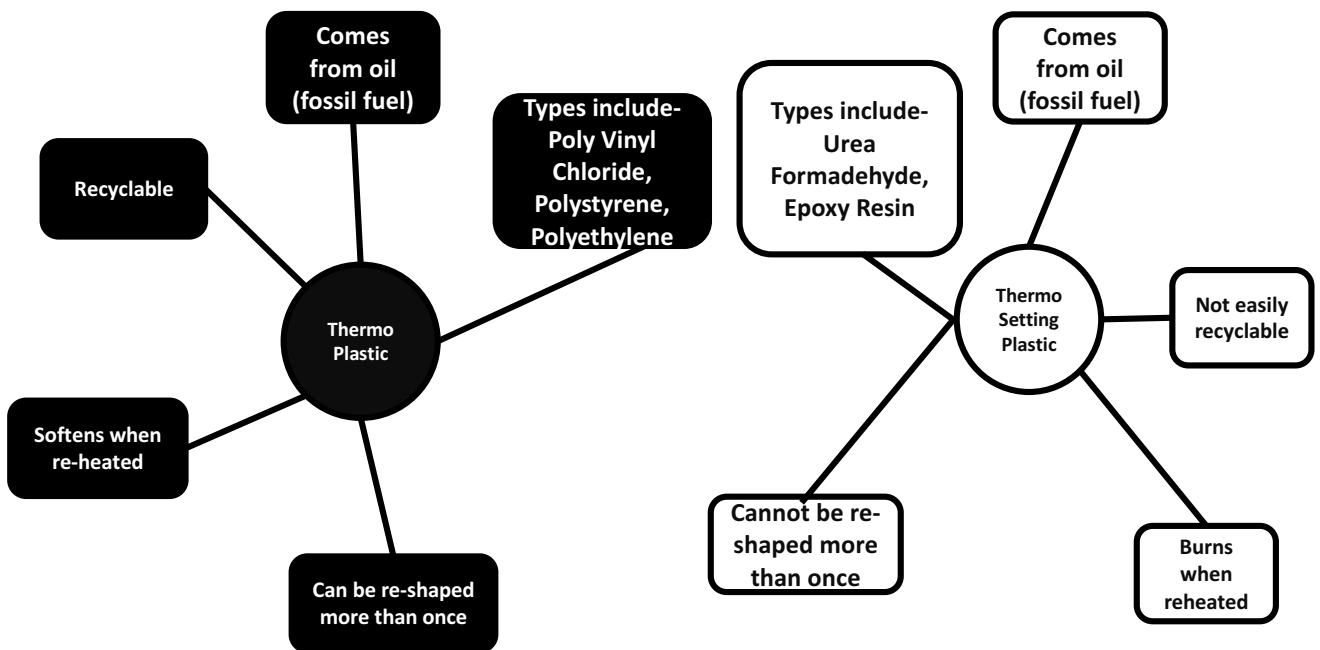 Comes
from oil
(fossil fuel)
Types include-
Poly Vinyl
Chloride,
Polystyrene,
Polyethylene
Recyclable
Thermo
Plastic
Softens when
re-heated
Can be re-shaped
more than once
Comes
from oil
(fossil fuel)
Types include-
Urea
Formadehyde,
Epoxy Resin
Thermo
Setting
Plastic
Not easily
recyclable
Cannot be re-
shaped more
than once
Burns
when
reheated